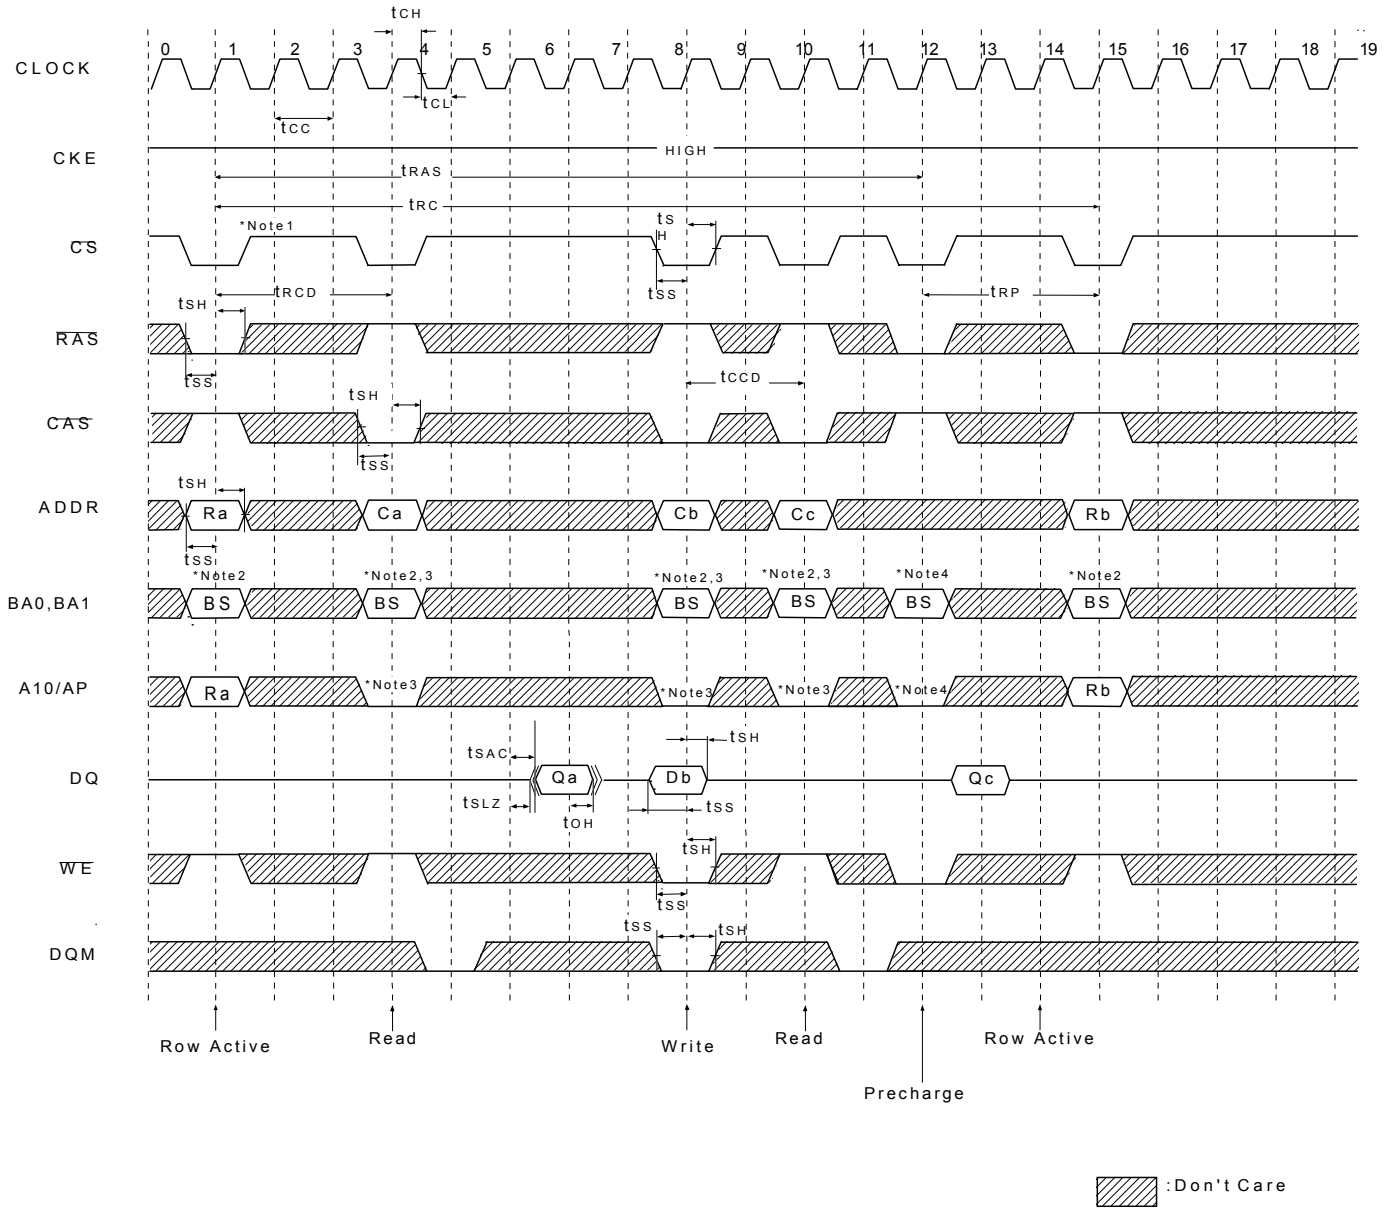 tCH
0 1 2 3 4 5 6 7 8 9 10 11 12 13 14 15 16 17 18 19
CLOCK
tCL
tCC
CKE
HIGH
tRAS
tRC
*Note1
tS
H
CS
tSS
tRCD
tRP
tSH
RAS
tSS
tCCD
tSH
CAS
tSS
tSH
ADDR
Ra Ca Cb Cc Rb
tSS
*Note2 *Note2,3 *Note2,3 *Note2,3 *Note4 *Note2
BA0,BA1
BS BS BS BS BS BS
A10/AP
Ra *Note3 *Note3 *Note3 *Note4 Rb
tSH
tSAC
DQ
Qa Db Qc
tSLZ
tSS
tOH
tSH
WE
tSS
tSS tSH
DQM
Row Active Read Write Read Row Active
Precharge
:Don't Care